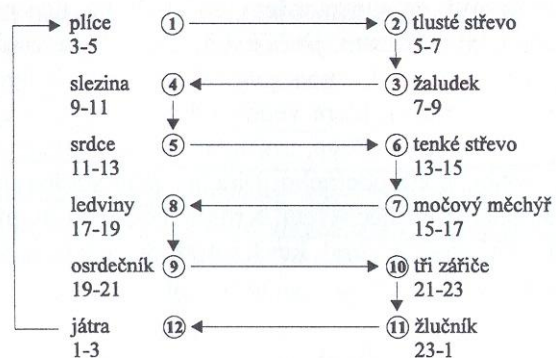 plíce ① ② tlusté střevo
3-5 5-7
slezina ④ ③ žaludek
9-11 7-9
srdce ⑤ ⑥ tenké střevo
11-13 13-15
ledviny ⑧ ⑦ močový měchýř
17-19 15-17
osrdečník ⑨ ⑩ tři zářiče
19-21 21-23
játra ⑫ ⑪ žlučník
1-3 23-1